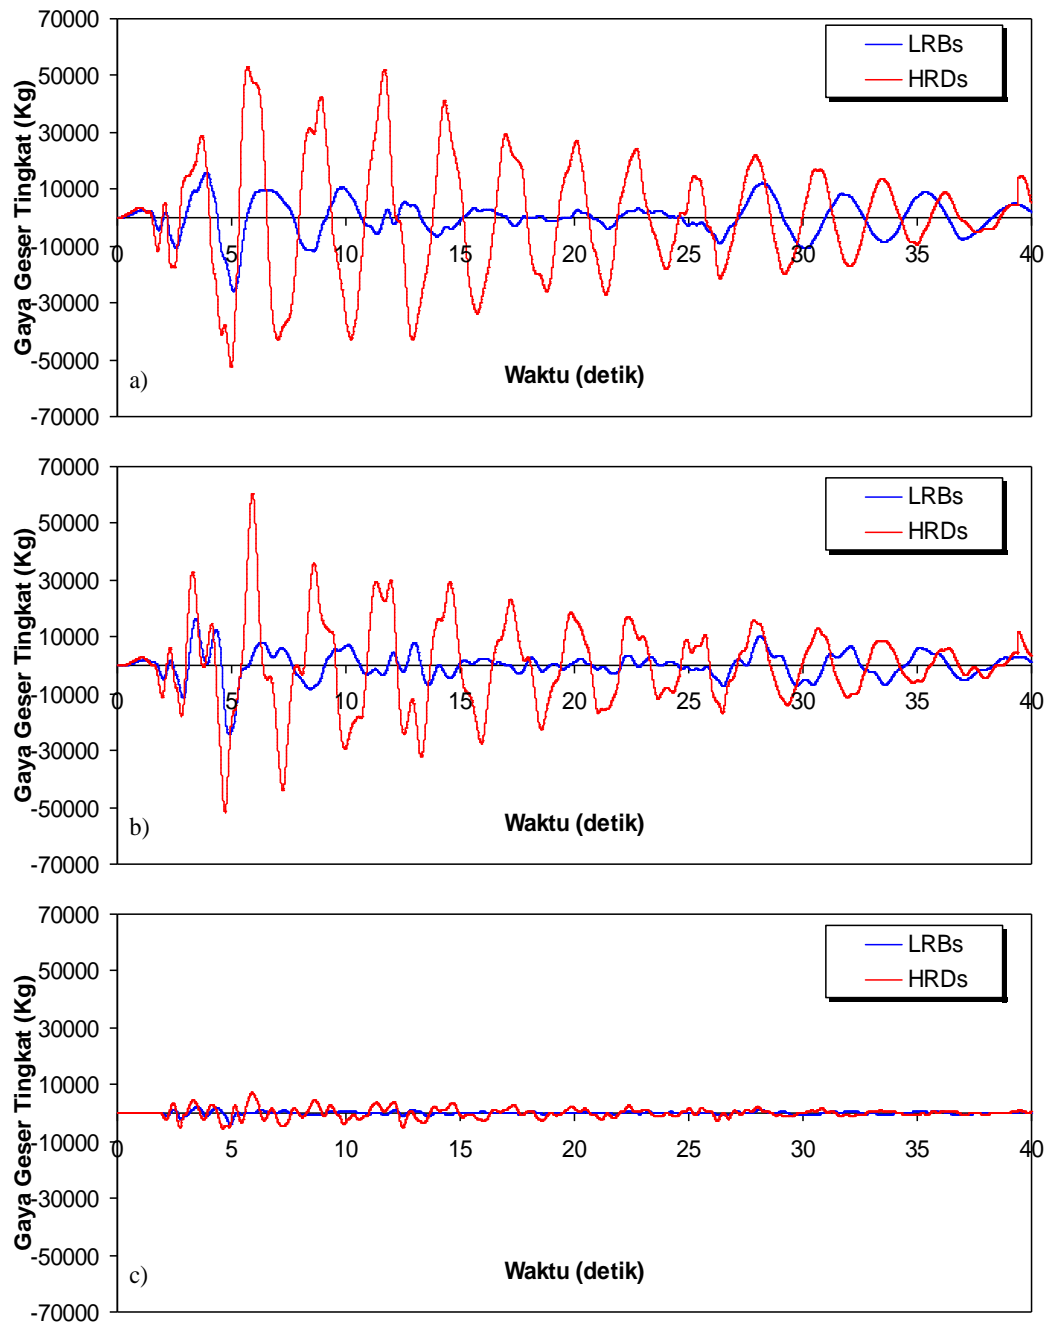 70000
50000
30000
10000
-10000
-30000
-50000
-70000
Gaya Geser Tingkat (Kg)
LRBs
HRDs
0 5 10 15 20 25 30 35 40
Waktu (detik)
a)
70000
50000
30000
10000
-10000
-30000
-50000
-70000
Gaya Geser Tingkat (Kg)
LRBs
HRDs
0 5 10 15 20 25 30 35 40
Waktu (detik)
b)
70000
50000
30000
10000
-10000
-30000
-50000
-70000
Gaya Geser Tingkat (Kg)
LRBs
HRDs
0 5 10 15 20 25 30 35 40
Waktu (detik)
c)